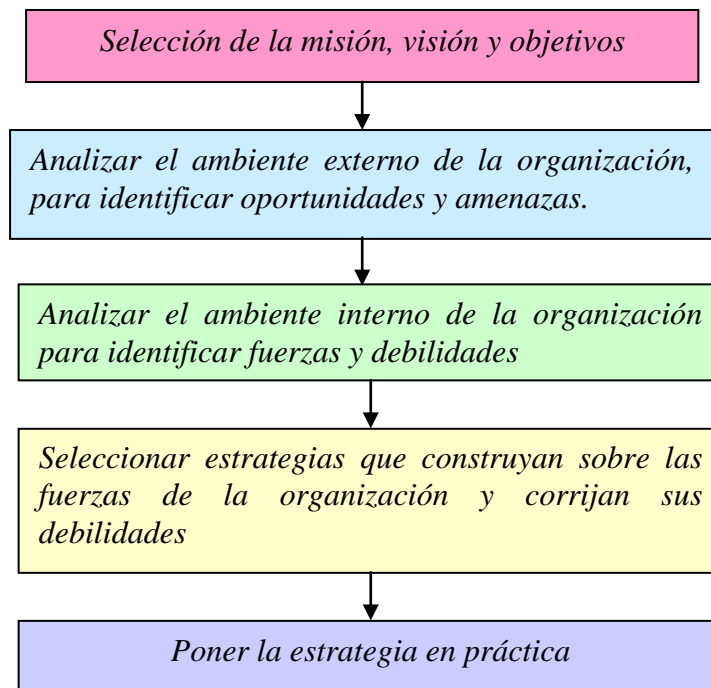 Selección de la misión, visión y objetivos
Analizar el ambiente externo de la organización,
para identificar oportunidades y amenazas.
Analizar el ambiente interno de la organización
para identificar fuerzas y debilidades
Seleccionar estrategias que construyan sobre las
fuerzas de la organización y corrijan sus
debilidades
Poner la estrategia en práctica